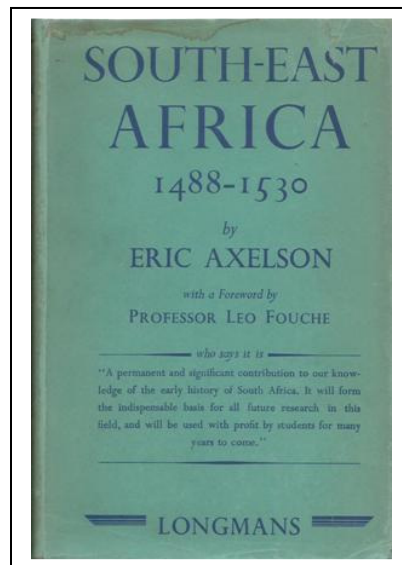 SOUTH-EAST
AFRICA
1488-1530
by
ERIC AXELSON
with a Foreword by
PROFESSOR LEO FOUCHE
who says it is
"A permanent and significant contribution to our know-
ledge of the early history of South Africa. It will form
the indispensable basis for all future research in this
field, and will be used with profit by students for many
years to come."
LONGMANS